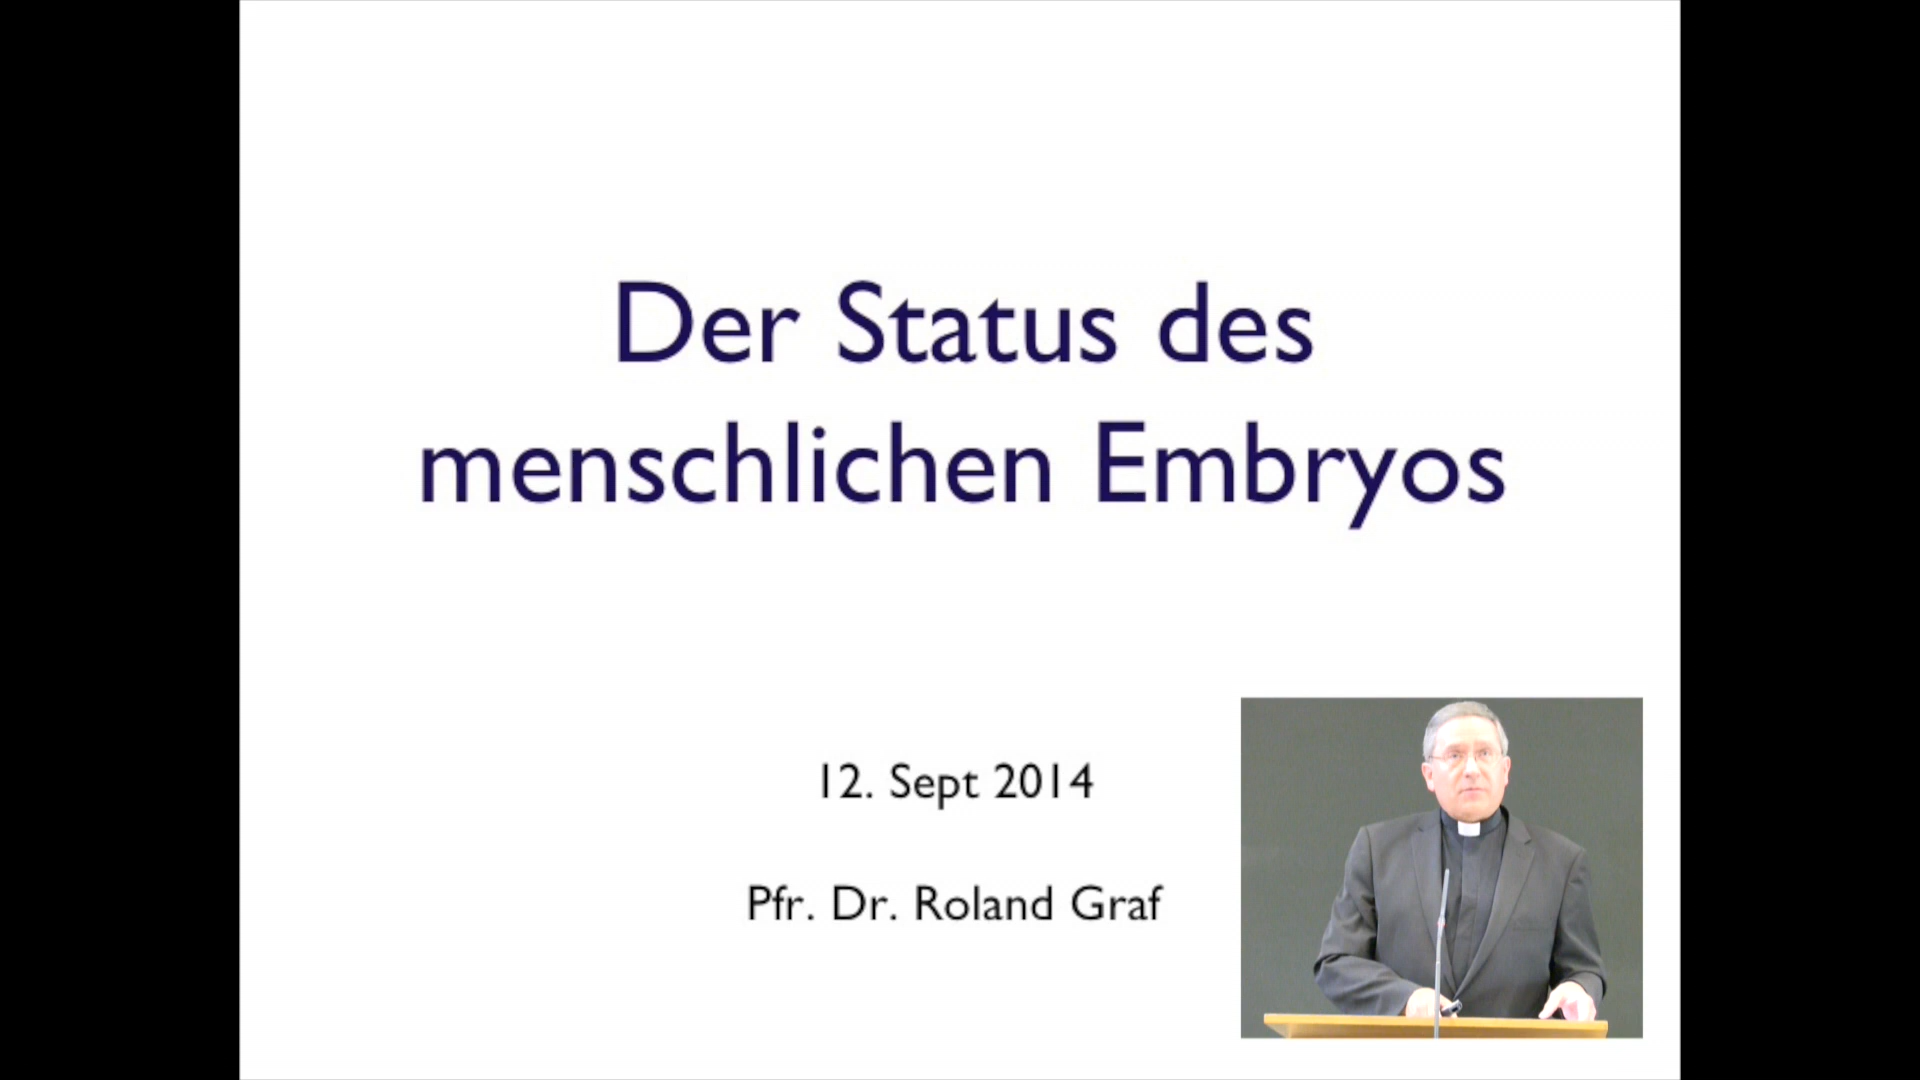 Der Status des
menschlichen Embryos
12. Sept 2014
Pfr. Dr. Roland Graf